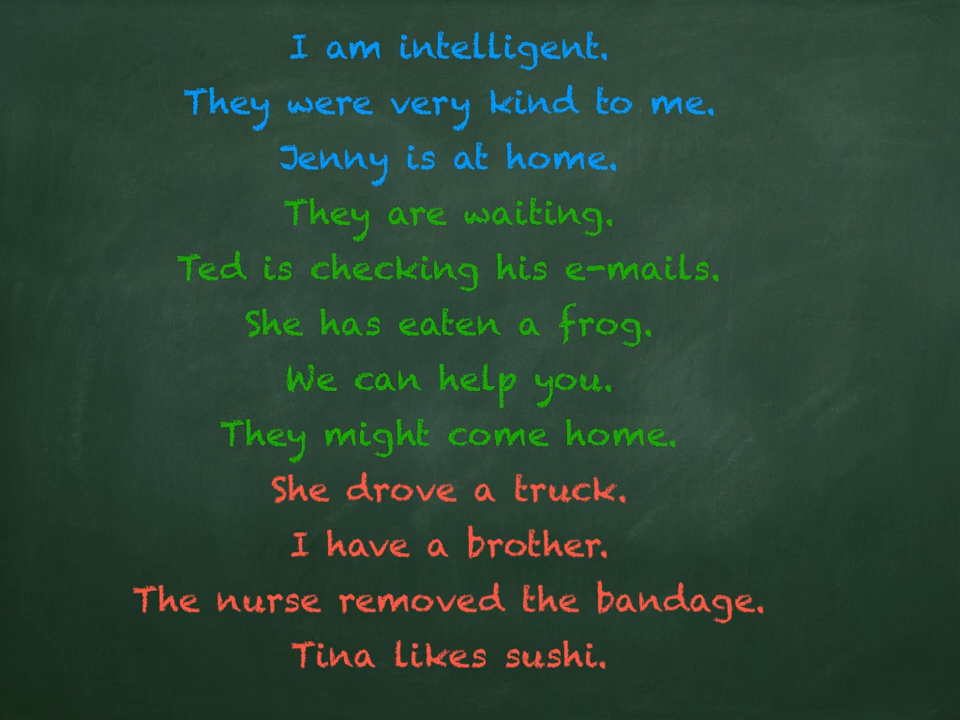 I am intelligent.
They were very kind to me.
Jenny is at home.
They are waiting.
Ted is checking his e-mails.
She has eaten a frog.
We can help you.
They might come home.
She drove a truck.
I have a brother.
The nurse removed the bandage.
Tina likes sushi.